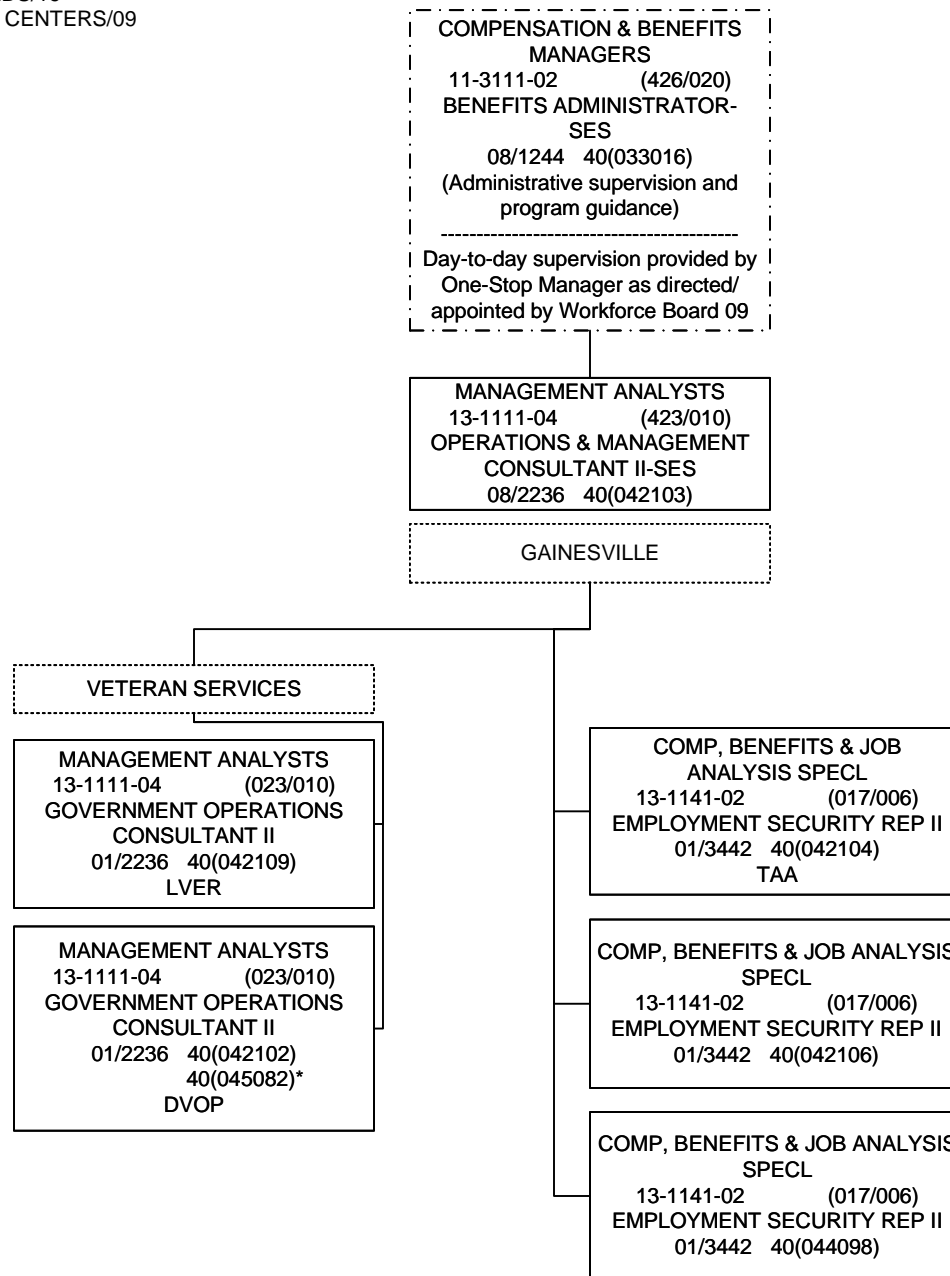 CENTERS/09
COMPENSATION & BENEFITS
MANAGERS
11-3111-02 (426/020)
BENEFITS ADMINISTRATOR-
SES
08/1244 40(033016)
(Administrative supervision and
program guidance)
------------------------------------------
Day-to-day supervision provided by
One-Stop Manager as directed/
appointed by Workforce Board 09
MANAGEMENT ANALYSTS
13-1111-04 (423/010)
OPERATIONS & MANAGEMENT
CONSULTANT II-SES
08/2236 40(042103)
GAINESVILLE
VETERAN SERVICES
MANAGEMENT ANALYSTS
13-1111-04 (023/010)
GOVERNMENT OPERATIONS
CONSULTANT II
01/2236 40(042109)
LVER
MANAGEMENT ANALYSTS
13-1111-04 (023/010)
GOVERNMENT OPERATIONS
CONSULTANT II
01/2236 40(042102)
40(045082)*
DVOP
COMP, BENEFITS & JOB
ANALYSIS SPECL
13-1141-02 (017/006)
EMPLOYMENT SECURITY REP II
01/3442 40(042104)
TAA
COMP, BENEFITS & JOB ANALYSIS
SPECL
13-1141-02 (017/006)
EMPLOYMENT SECURITY REP II
01/3442 40(042106)
COMP, BENEFITS & JOB ANALYSIS
SPECL
13-1141-02 (017/006)
EMPLOYMENT SECURITY REP II
01/3442 40(044098)